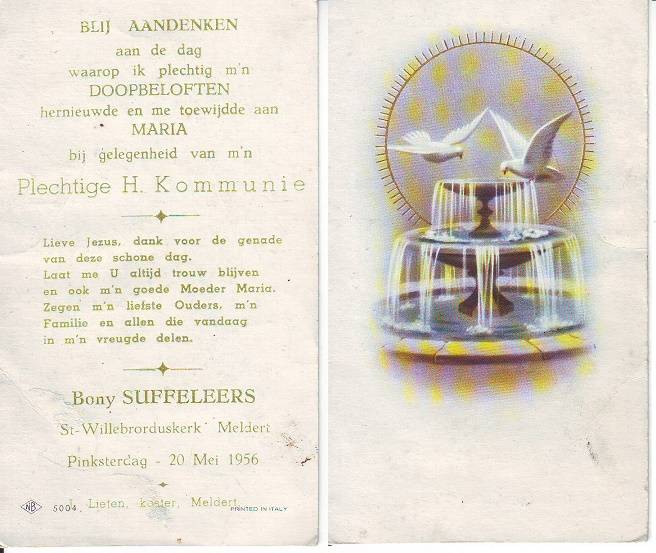 BLIJ AANDENKEN
aan de dag
waarop ik plechtig m'n
DOOPBELOFTEN
hernieuwde en me toewijdde aan
MARIA
bij gelegenheid van m'n
Plechtige H. Kommunie
Lieve Jezus, dank voor de genade
van deze schone dag.
Laat me U altijd trouw blijven
en ook m'n goede Moeder Maria.
Zegen m'n liefste Ouders, m'n
Familie en allen die vandaag
in m'n vreugde delen.
Bony SUFFELEERS
St-Willebrorduskerk Meldert
Pinksterdag - 20 Mei 1956
J. Lieten, koster, Meldert
NB 5004 PRINTED IN ITALY